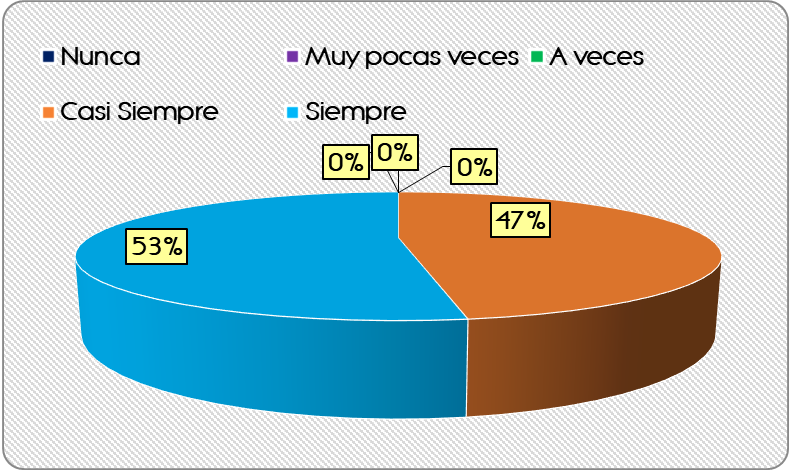 Nunca Muy pocas veces A veces
Casi Siempre Siempre
0% 0% 0%
47%
53%